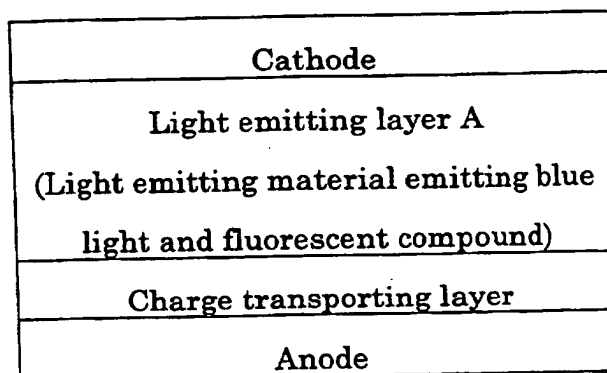 Cathode
Light emitting layer A
(Light emitting material emitting blue
light and fluorescent compound)
Charge transporting layer
Anode